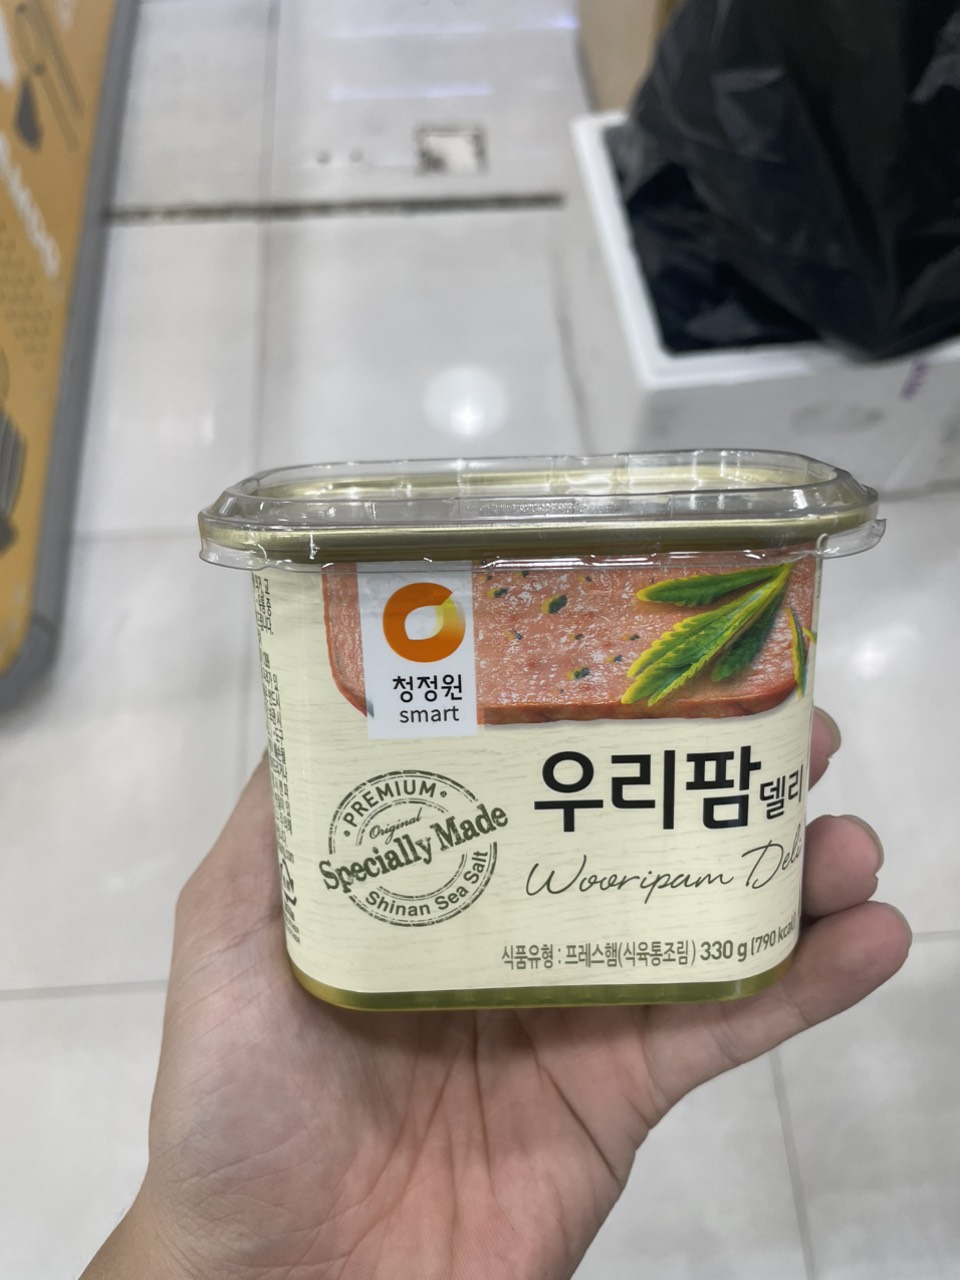 청정원
smart
PREMIUM
Original
Specially Made
Shinan Sea Salt
우리팜 델리
Wooripam Deli
식품유형 : 프레스햄(식육통조림) 330 g (790 kcal)